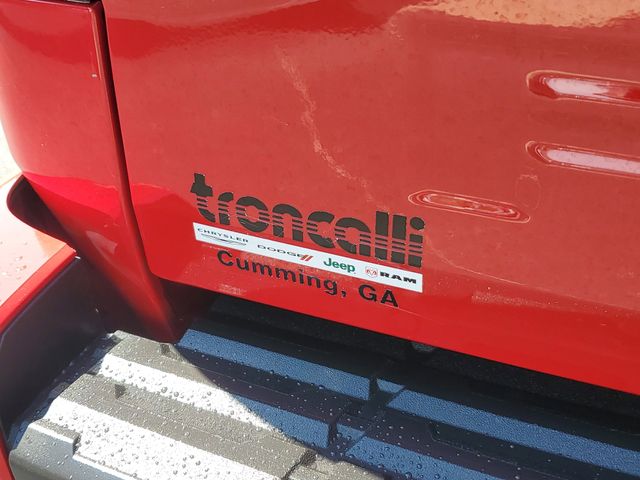 troncalli
CHRYSLER DODGE Jeep RAM
Cumming, GA